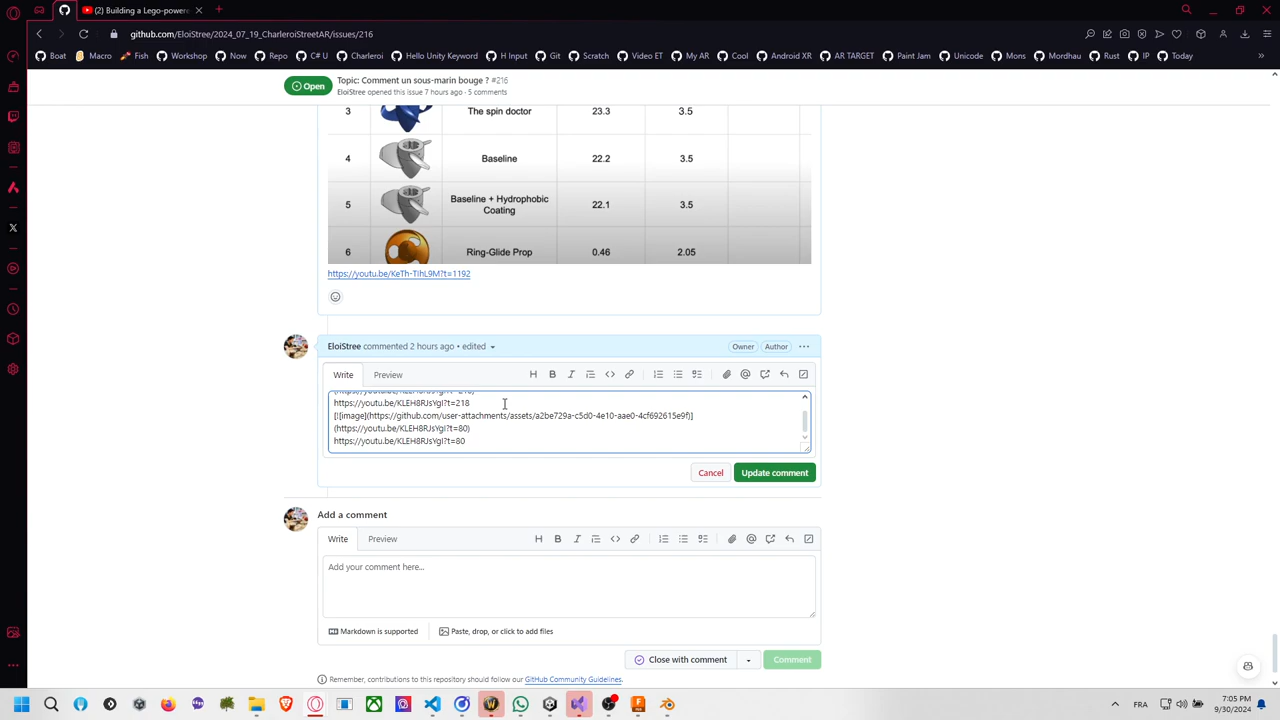 (2) Building a Lego-power
github.com/EloiStree/2024_07_19_CharleroiStreetAR/issues/216
Boat Macro Fish Workshop Now Repo C# U Charleroi Hello Unity Keyword H Input Git Scratch Video ET My AR Cool Android XR AR TARGET Paint Jam Unicode Mons Mordhau Rust IP Today
Open
Topic: Comment un sous-marin bouge ? #216
EloiStree opened this issue 7 hours ago · 5 comments
3 The spin doctor 23.3 3.5
4 Baseline 22.2 3.5
5 Baseline + Hydrophobic Coating 22.1 3.5
6 Ring-Glide Prop 0.46 2.05
https://youtu.be/KeTh-TIhL9M?t=1192
EloiStree commented 2 hours ago • edited
Owner Author
Write Preview
https://youtu.be/KLEH8RJsYgI?t=218
[![image](https://github.com/user-attachments/assets/a2be729a-c5d0-4e10-aae0-4cf692615e9f)]
(https://youtu.be/KLEH8RJsYgI?t=80)
https://youtu.be/KLEH8RJsYgI?t=80
Cancel Update comment
Add a comment
Write Preview
Add your comment here...
Markdown is supported Paste, drop, or click to add files
Close with comment Comment
Remember, contributions to this repository should follow our GitHub Community Guidelines.
FRA
7:05 PM
9/30/2024